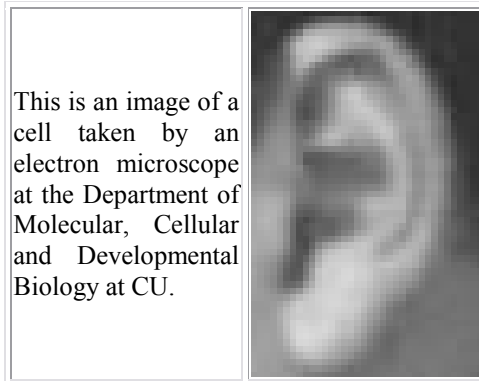 This is an image of a
cell taken by an
electron microscope
at the Department of
Molecular, Cellular
and Developmental
Biology at CU.